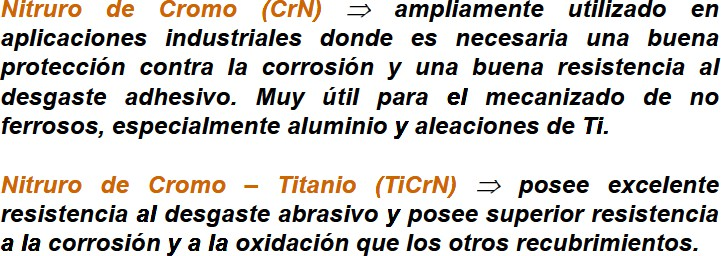 Nitruro de Cromo (CrN) ⇒ ampliamente utilizado en
aplicaciones industriales donde es necesaria una buena
protección contra la corrosión y una buena resistencia al
desgaste adhesivo. Muy útil para el mecanizado de no
ferrosos, especialmente aluminio y aleaciones de Ti.
Nitruro de Cromo – Titanio (TiCrN) ⇒ posee excelente
resistencia al desgaste abrasivo y posee superior resistencia
a la corrosión y a la oxidación que los otros recubrimientos.